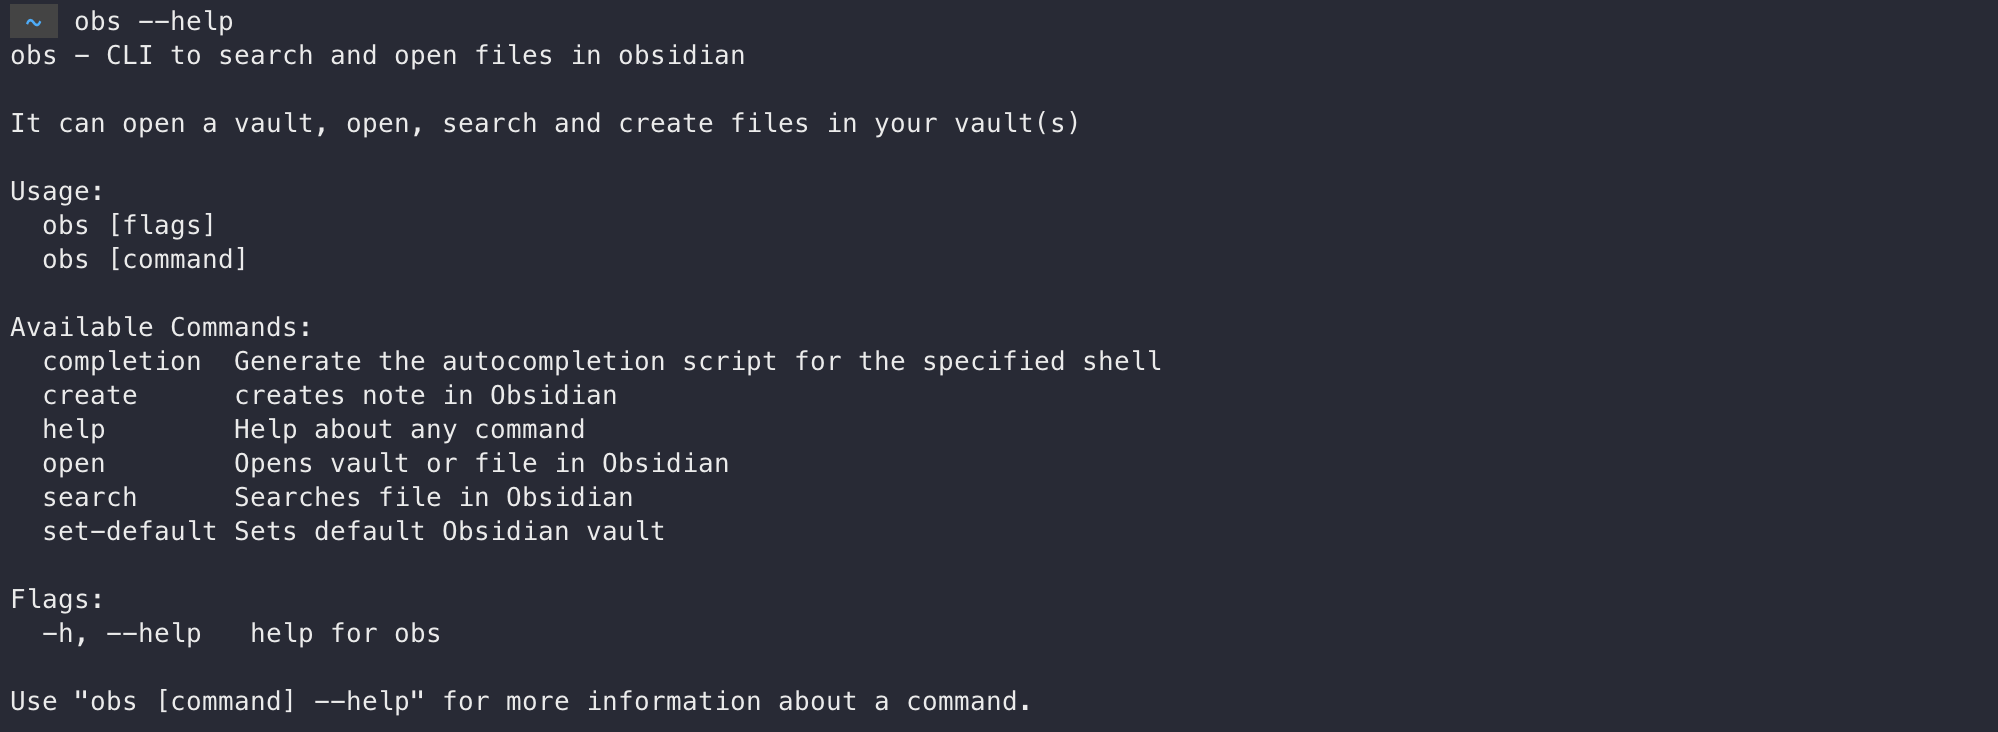 ~ obs --help
obs - CLI to search and open files in obsidian
It can open a vault, open, search and create files in your vault(s)
Usage:
  obs [flags]
  obs [command]
Available Commands:
  completion  Generate the autocompletion script for the specified shell
  create      creates note in Obsidian
  help        Help about any command
  open        Opens vault or file in Obsidian
  search      Searches file in Obsidian
  set-default Sets default Obsidian vault
Flags:
  -h, --help   help for obs
Use "obs [command] --help" for more information about a command.